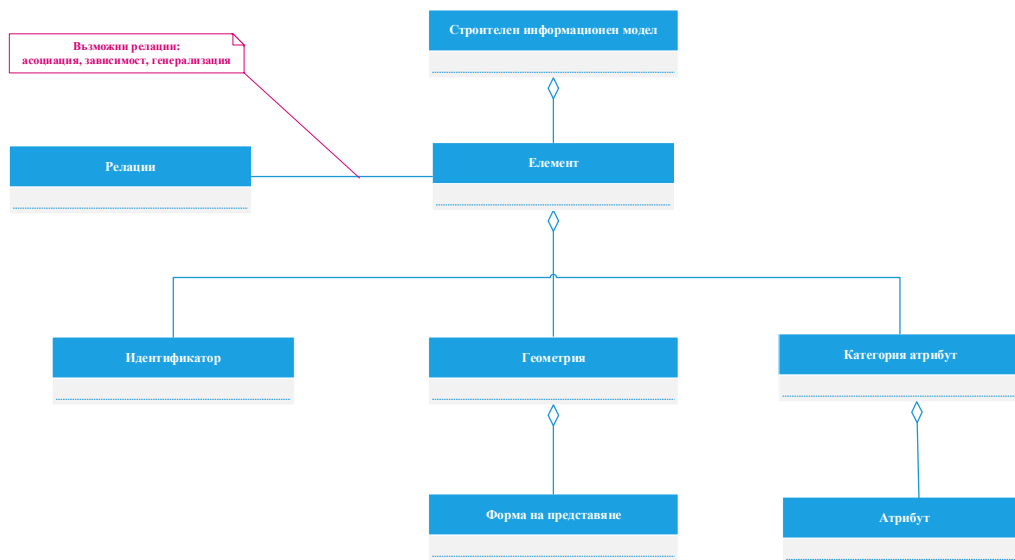 Строителен информационен модел
Възможни релации:
асоциация, зависимост, генерализация
Релации
Елемент
Идентификатор
Геометрия
Категория атрибут
Форма на представяне
Атрибут